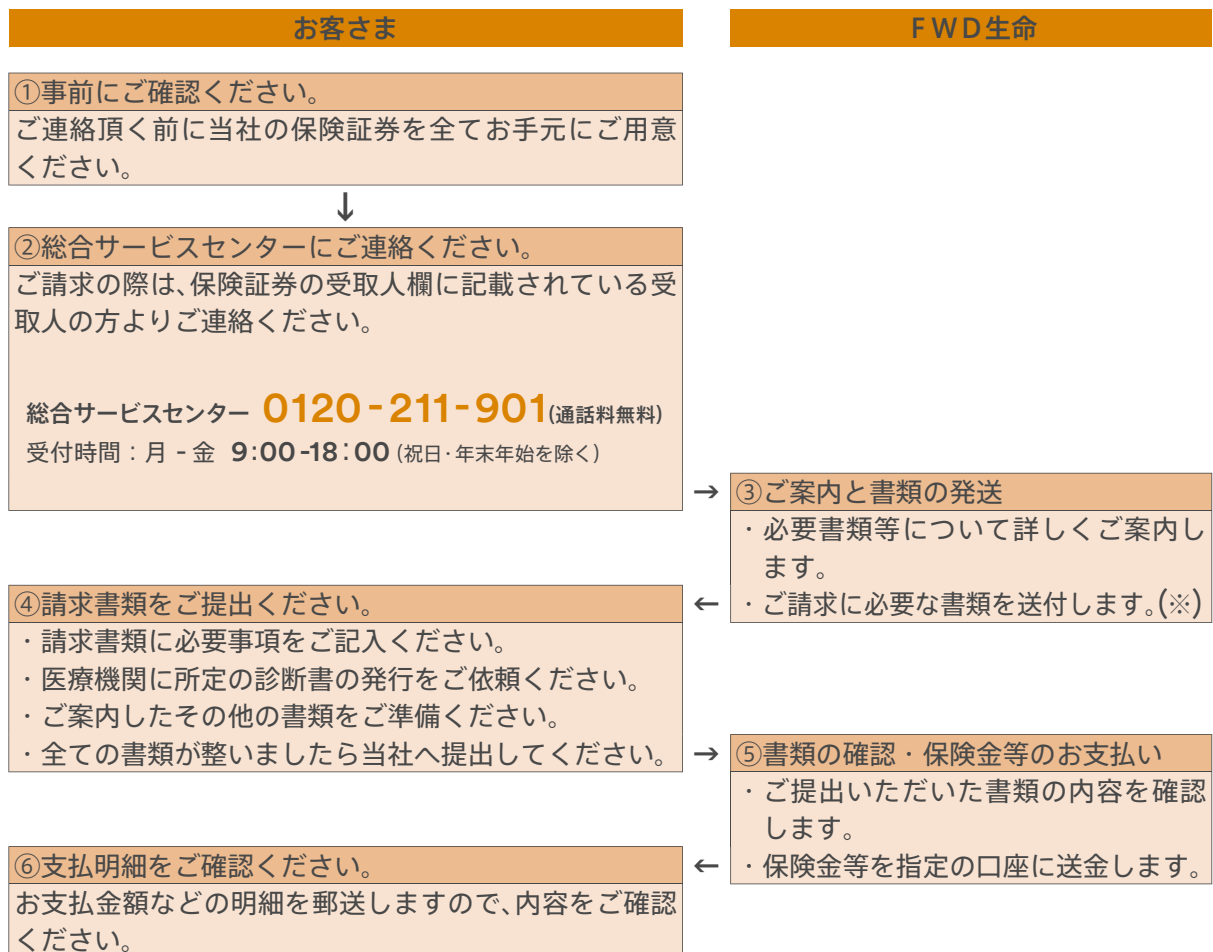 お客さま
FWD生命
①事前にご確認ください。
ご連絡頂く前に当社の保険証券を全てお手元にご用意
ください。
↓
②総合サービスセンターにご連絡ください。
ご請求の際は、保険証券の受取人欄に記載されている受
取人の方よりご連絡ください。
総合サービスセンター 0120-211-901(通話料無料)
受付時間：月-金 9:00-18:00(祝日・年末年始を除く)
→
③ご案内と書類の発送
・必要書類等について詳しくご案内し
ます。
・ご請求に必要な書類を送付します。(※)
←
④請求書類をご提出ください。
・請求書類に必要事項をご記入ください。
・医療機関に所定の診断書の発行をご依頼ください。
・ご案内したその他の書類をご準備ください。
・全ての書類が整いましたら当社へ提出してください。
→
⑤書類の確認・保険金等のお支払い
・ご提出いただいた書類の内容を確認
します。
・保険金等を指定の口座に送金します。
←
⑥支払明細をご確認ください。
お支払金額などの明細を郵送しますので、内容をご確認
ください。